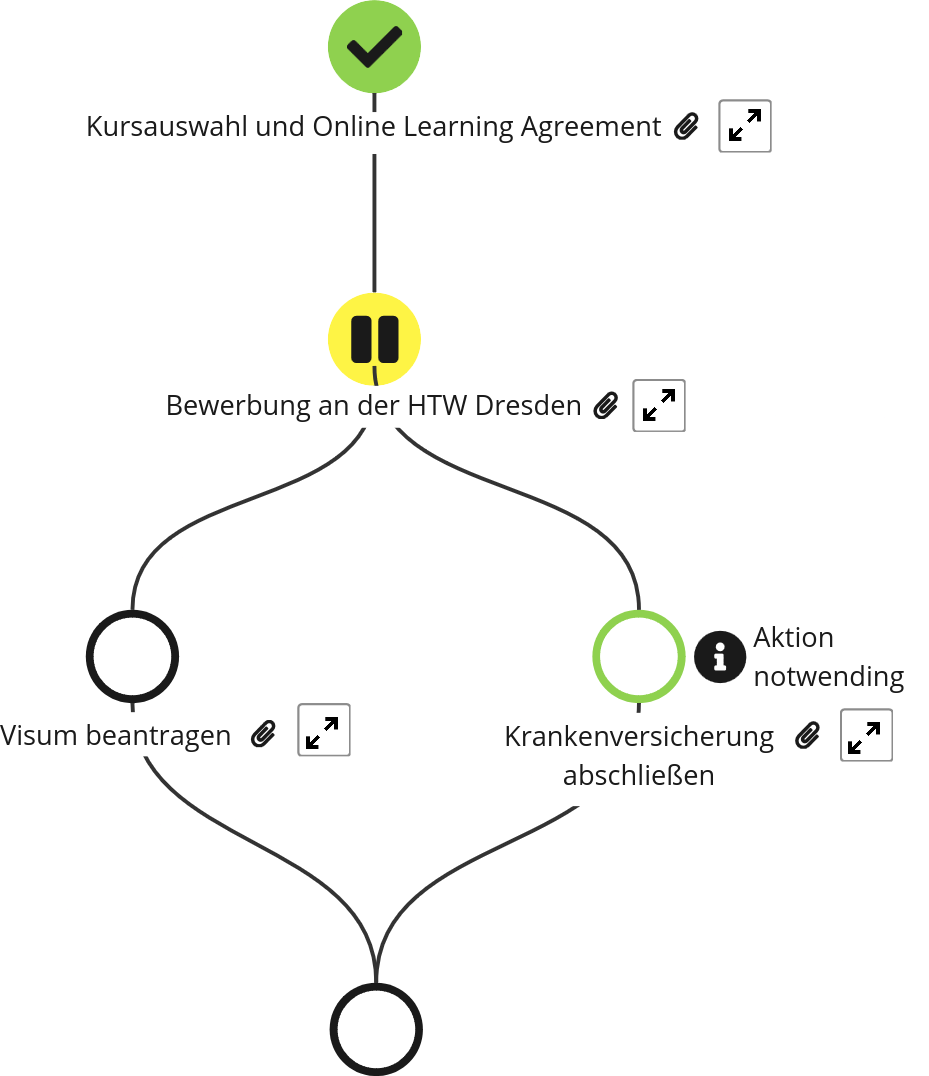 Kursauswahl und Online Learning Agreement
Bewerbung an der HTW Dresden
Aktion
notwending
Visum beantragen
Krankenversicherung
abschließen